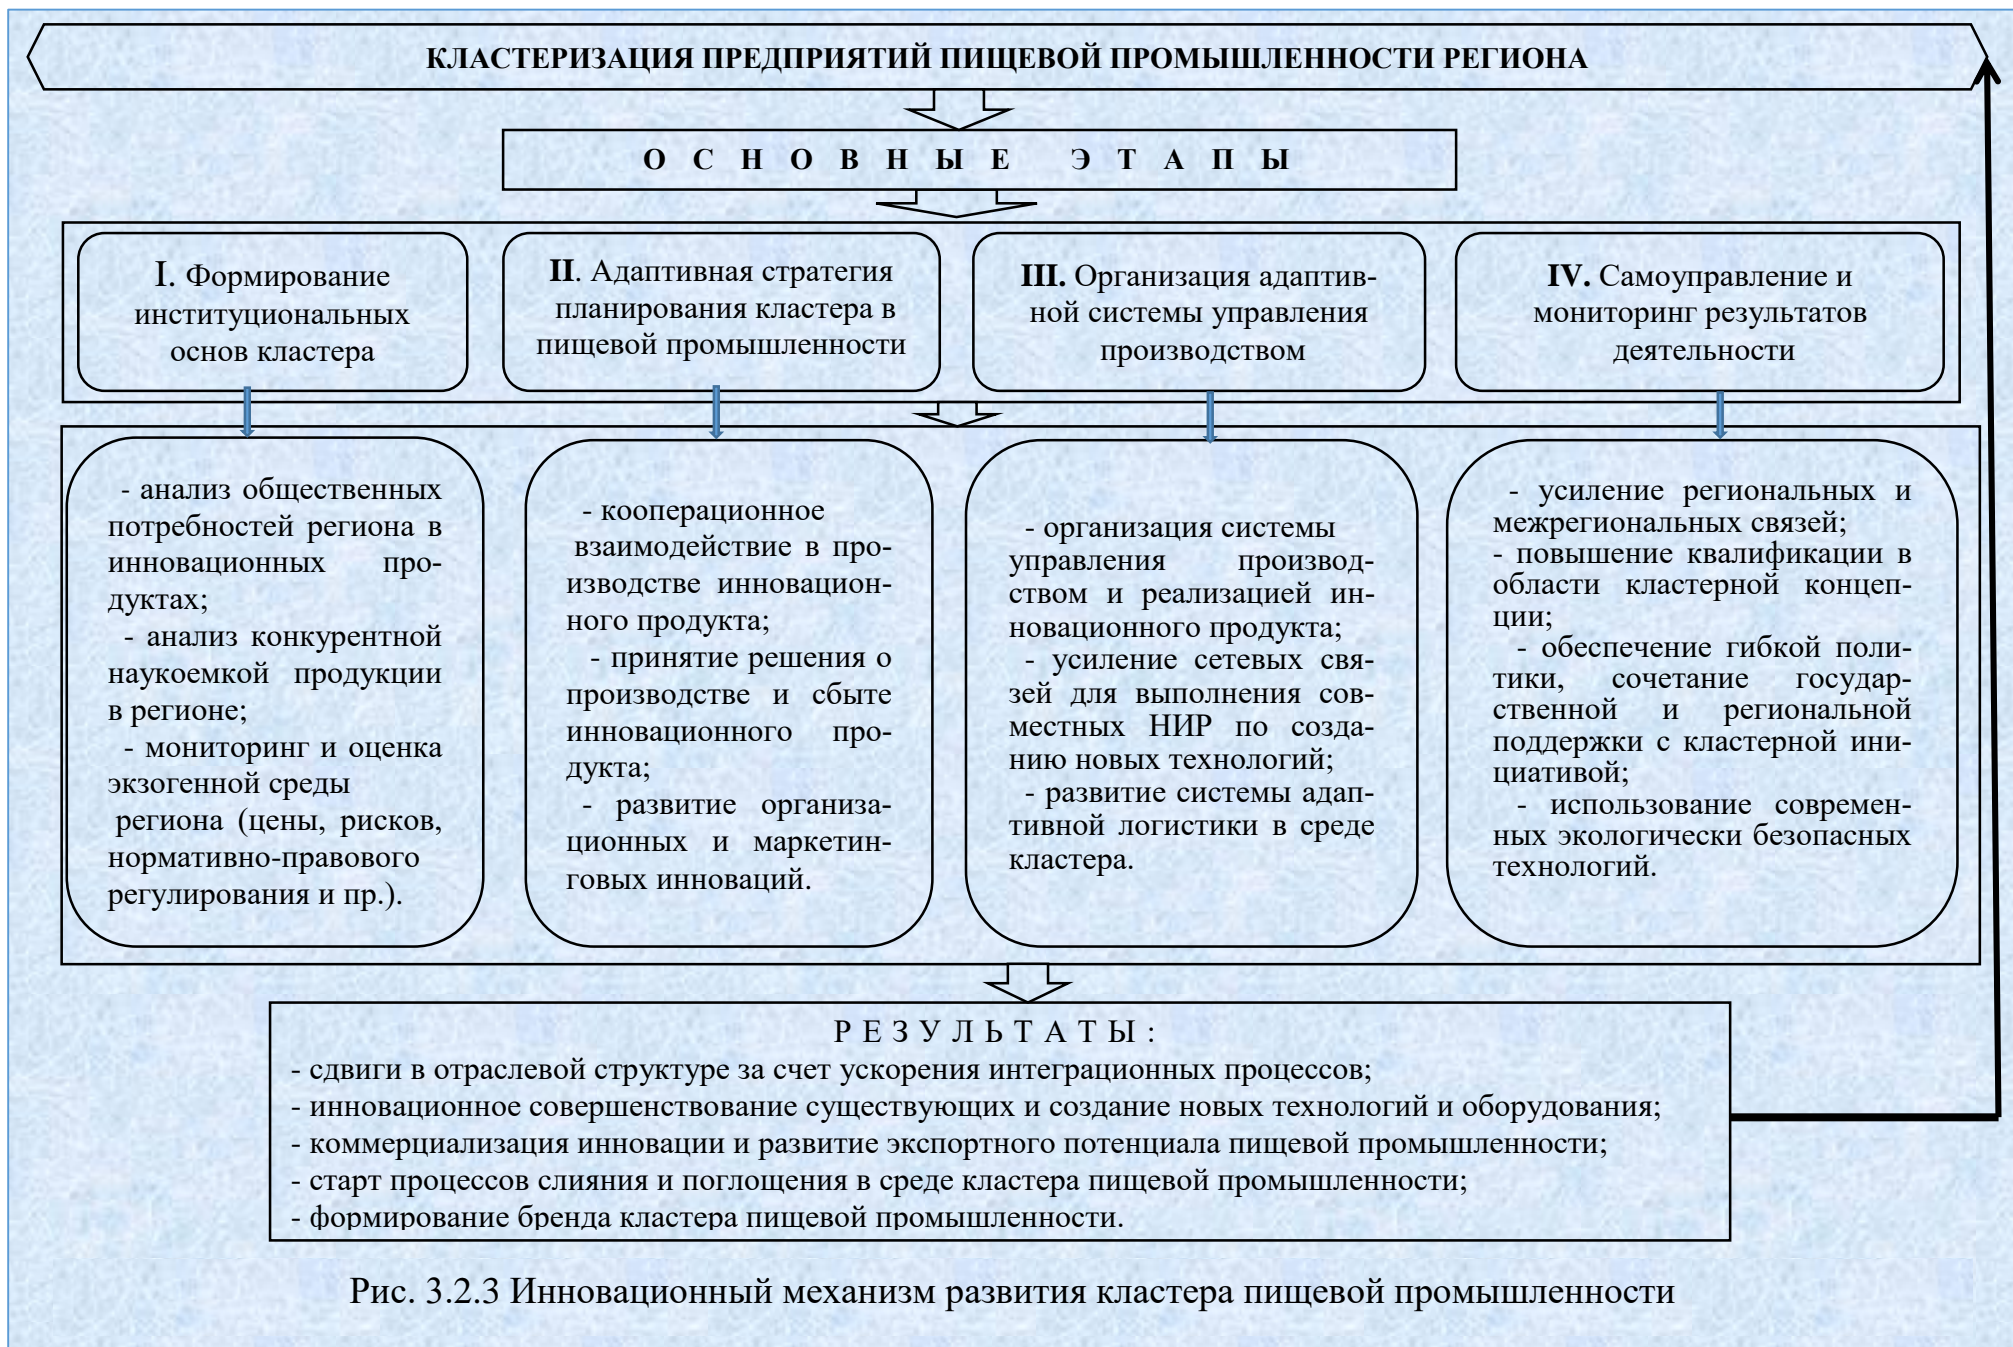 КЛАСТЕРИЗАЦИЯ ПРЕДПРИЯТИЙ ПИЩЕВОЙ ПРОМЫШЛЕННОСТИ РЕГИОНА
О С Н О В Н Ы Е Э Т А П Ы
I. Формирование
институциональных
основ кластера
II. Адаптивная стратегия
планирования кластера в
пищевой промышленности
III. Организация адаптив-
ной системы управления
производством
IV. Самоуправление и
мониторинг результатов
деятельности
- анализ общественных
потребностей региона в
инновационных про-
дуктах;
- анализ конкурентной
наукоемкой продукции
в регионе;
- мониторинг и оценка
экзогенной среды
региона (цены, рисков,
нормативно-правового
регулирования и пр.).
- кооперационное
взаимодействие в про-
изводстве инновацион-
ного продукта;
- принятие решения о
производстве и сбыте
инновационного про-
дукта;
- развитие организа-
ционных и маркетин-
говых инноваций.
- организация системы
управления производ-
ством и реализацией ин-
новационного продукта;
- усиление сетевых свя-
зей для выполнения сов-
местных НИР по созда-
нию новых технологий;
- развитие системы адап-
тивной логистики в среде
кластера.
- усиление региональных и
межрегиональных связей;
- повышение квалификации в
области кластерной концеп-
ции;
- обеспечение гибкой поли-
тики, сочетание государ-
ственной и региональной
поддержки с кластерной ини-
циативой;
- использование современ-
ных экологически безопасных
технологий.
Р Е З У Л Ь Т А Т Ы :
- сдвиги в отраслевой структуре за счет ускорения интеграционных процессов;
- инновационное совершенствование существующих и создание новых технологий и оборудования;
- коммерциализация инновации и развитие экспортного потенциала пищевой промышленности;
- старт процессов слияния и поглощения в среде кластера пищевой промышленности;
- формирование бренда кластера пищевой промышленности.
Рис. 3.2.3 Инновационный механизм развития кластера пищевой промышленности